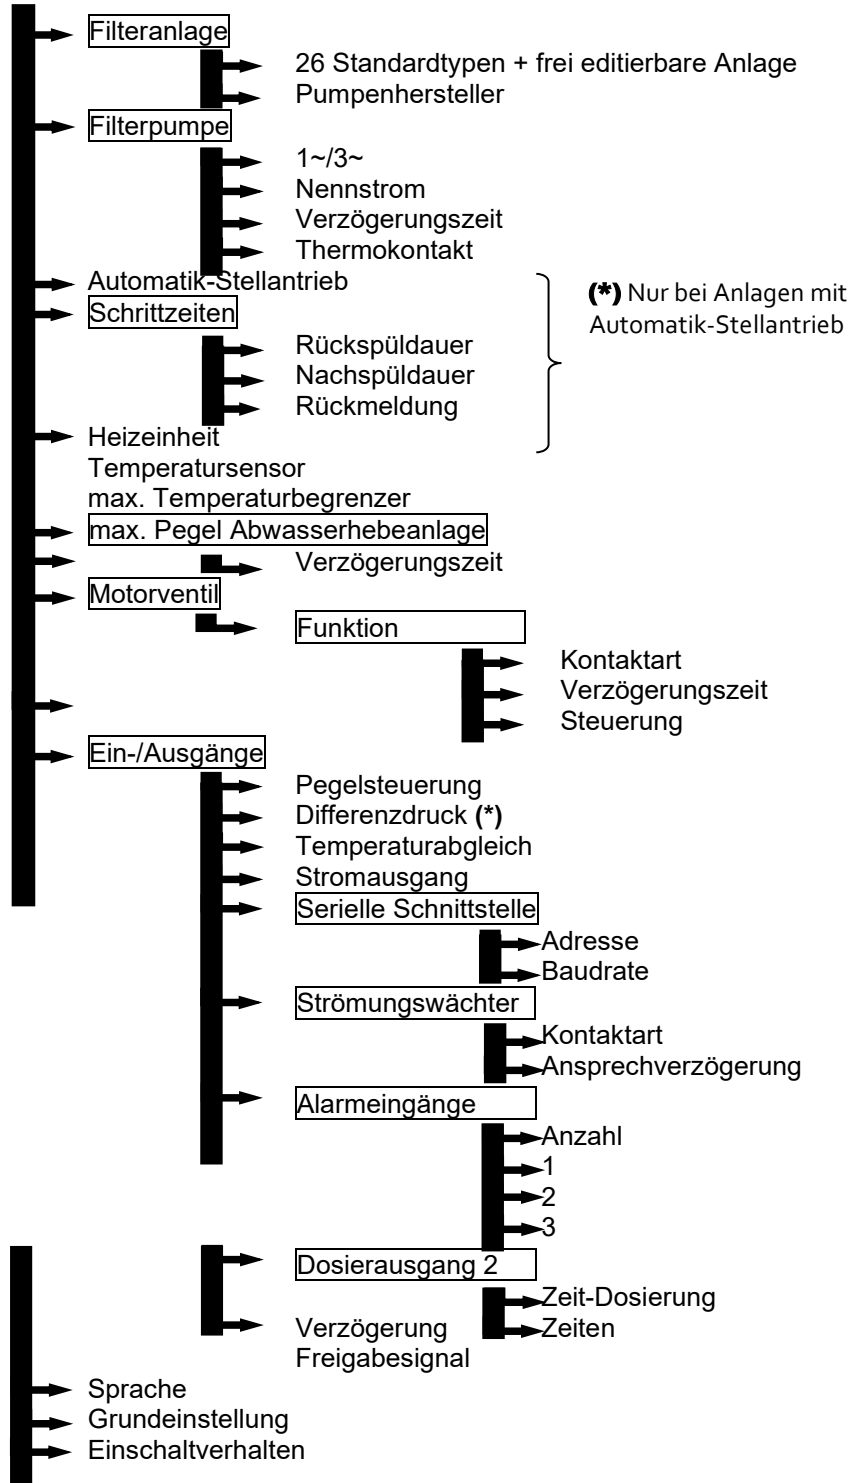 Filteranlage
26 Standardtypen + frei editierbare Anlage
Pumpenhersteller
Filterpumpe
1~/3~
Nennstrom
Verzögerungszeit
Thermokontakt
Automatik-Stellantrieb
(*) Nur bei Anlagen mit
Automatik-Stellantrieb
Schrittzeiten
Rückspüldauer
Nachspüldauer
Rückmeldung
Heizeinheit
Temperatursensor
max. Temperaturbegrenzer
max. Pegel Abwasserhebeanlage
Verzögerungszeit
Motorventil
Funktion
Kontaktart
Verzögerungszeit
Steuerung
Ein-/Ausgänge
Pegelsteuerung
Differenzdruck (*)
Temperaturabgleich
Stromausgang
Serielle Schnittstelle
Adresse
Baudrate
Strömungswächter
Kontaktart
Ansprechverzögerung
Alarmeingänge
Anzahl
1
2
3
Dosierausgang 2
Zeit-Dosierung
Zeiten
Verzögerung
Freigabesignal
Sprache
Grundeinstellung
Einschaltverhalten